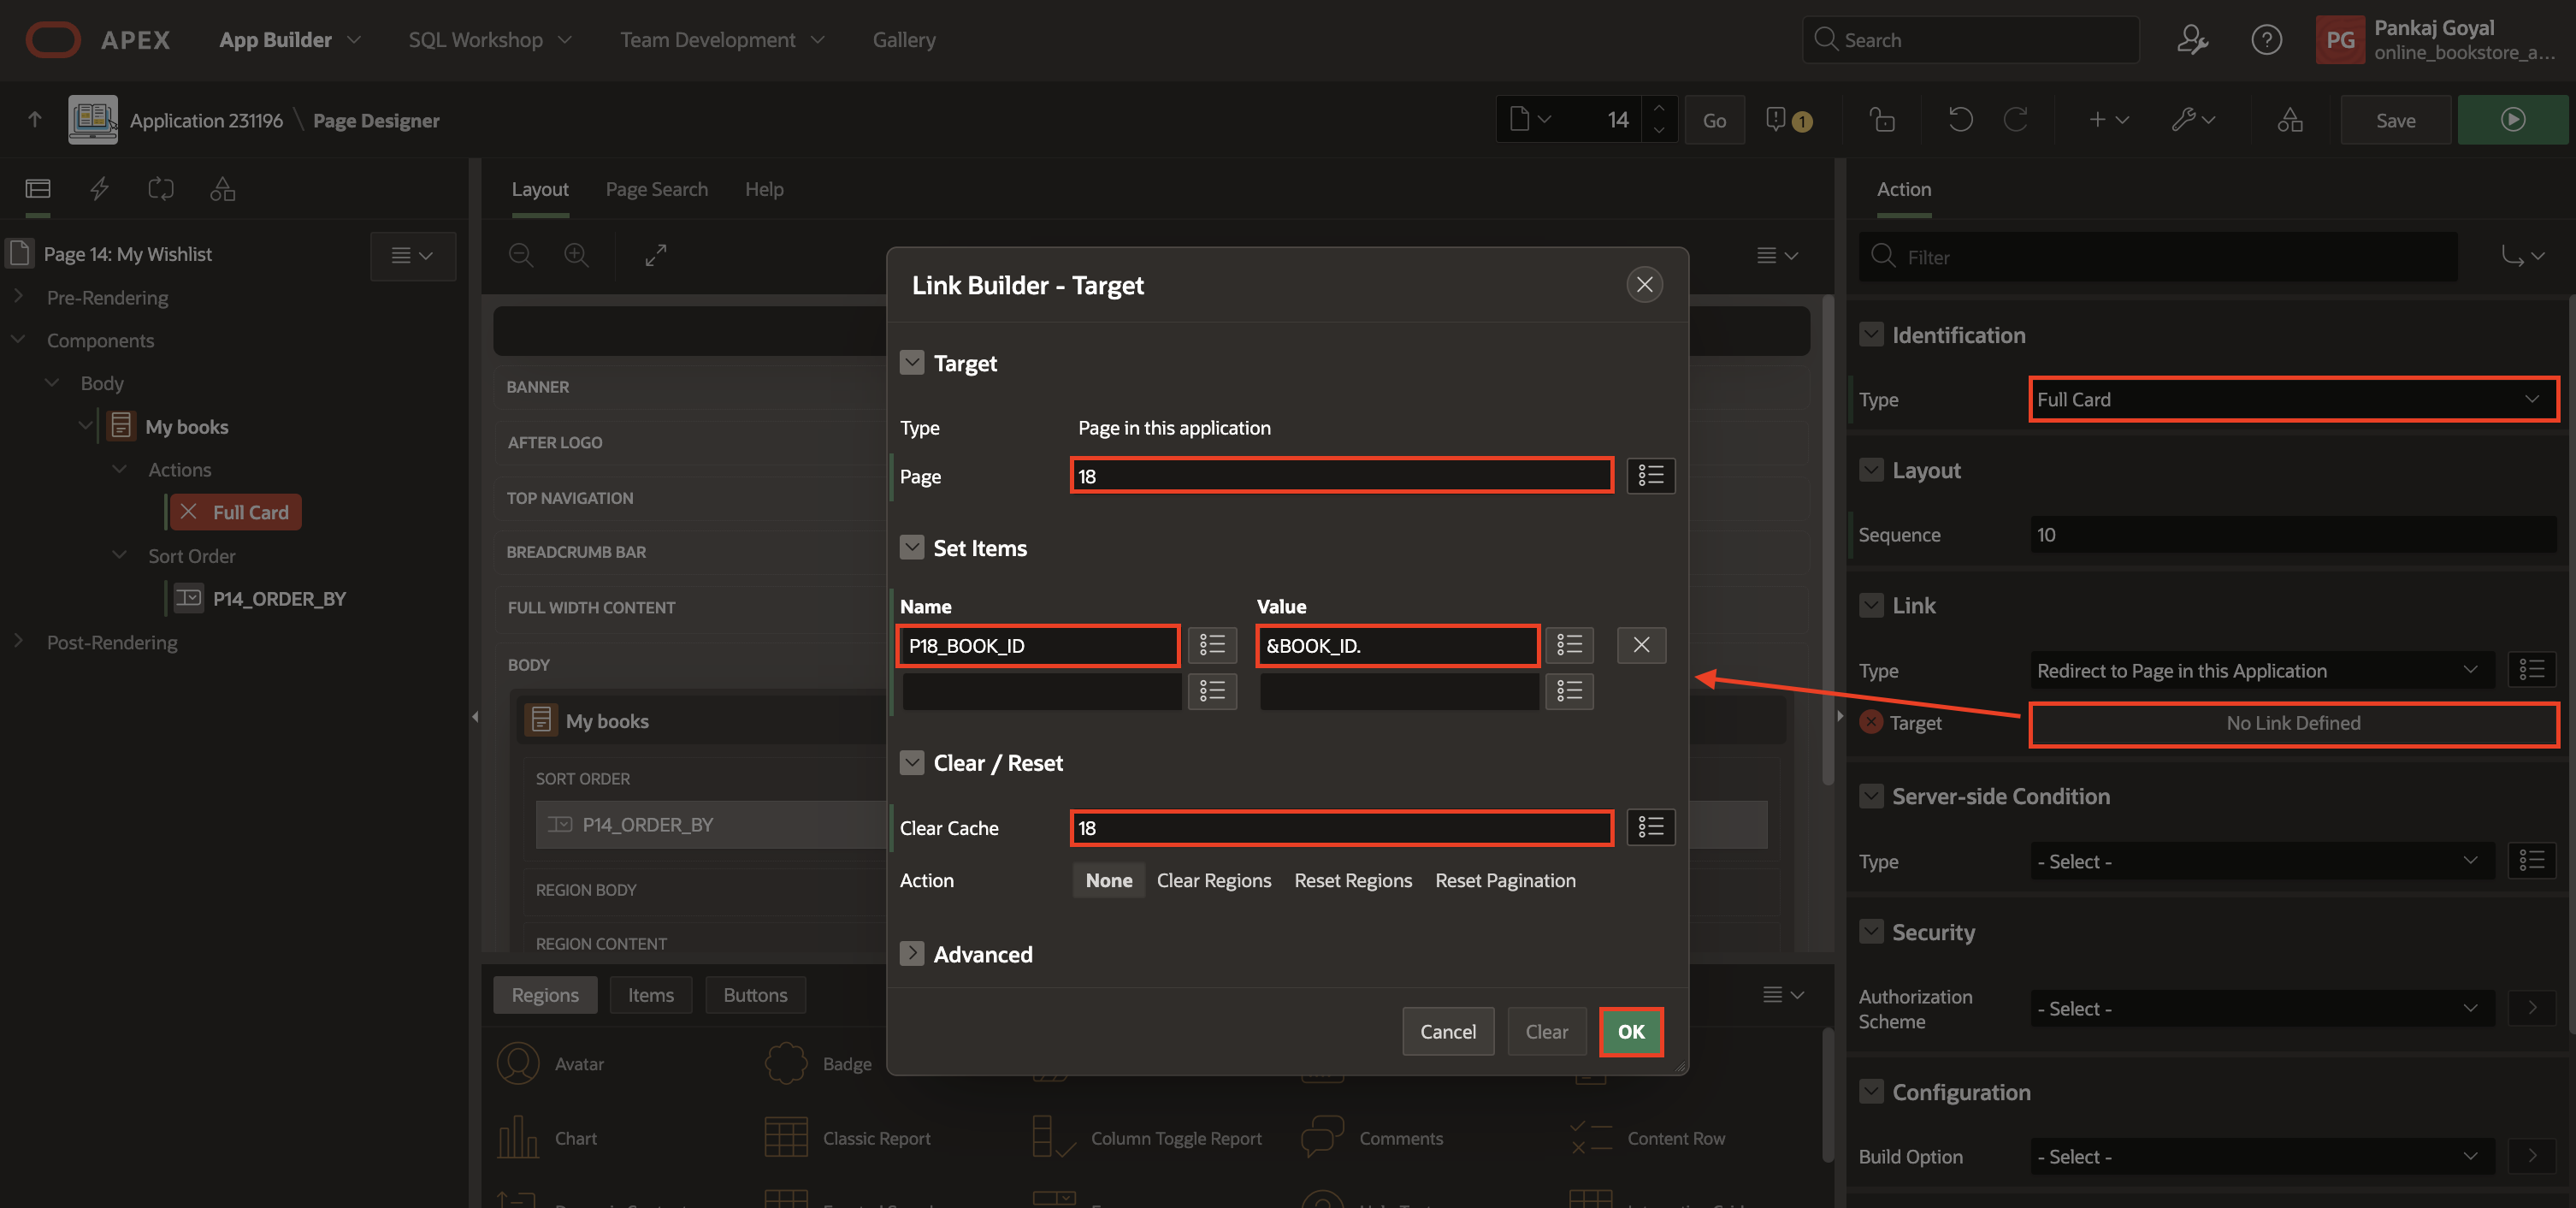 APEX App Builder SQL Workshop Team Development Gallery Search PG Pankaj Goyal
online_bookstore_a...
Application 231196 \ Page Designer 14 Go 1 Save
Layout Page Search Help Action
Page 14: My Wishlist
Pre-Rendering
Components
Body
My books
Actions
Full Card
Sort Order
P14_ORDER_BY
Post-Rendering
BANNER
AFTER LOGO
TOP NAVIGATION
BREADCRUMB BAR
FULL WIDTH CONTENT
BODY
My books
SORT ORDER
P14_ORDER_BY
REGION BODY
REGION CONTENT
Regions Items Buttons
Avatar Badge
Chart Classic Report Column Toggle Report Comments Content Row
Link Builder - Target
Target
Type Page in this application
Page 18
Set Items
Name Value
P18_BOOK_ID &BOOK_ID.
Clear / Reset
Clear Cache 18
Action None Clear Regions Reset Regions Reset Pagination
Advanced
Cancel Clear OK
Filter
Identification
Type Full Card
Layout
Sequence 10
Link
Type Redirect to Page in this Application
Target No Link Defined
Server-side Condition
Type - Select -
Security
Authorization
Scheme - Select -
Configuration
Build Option - Select -